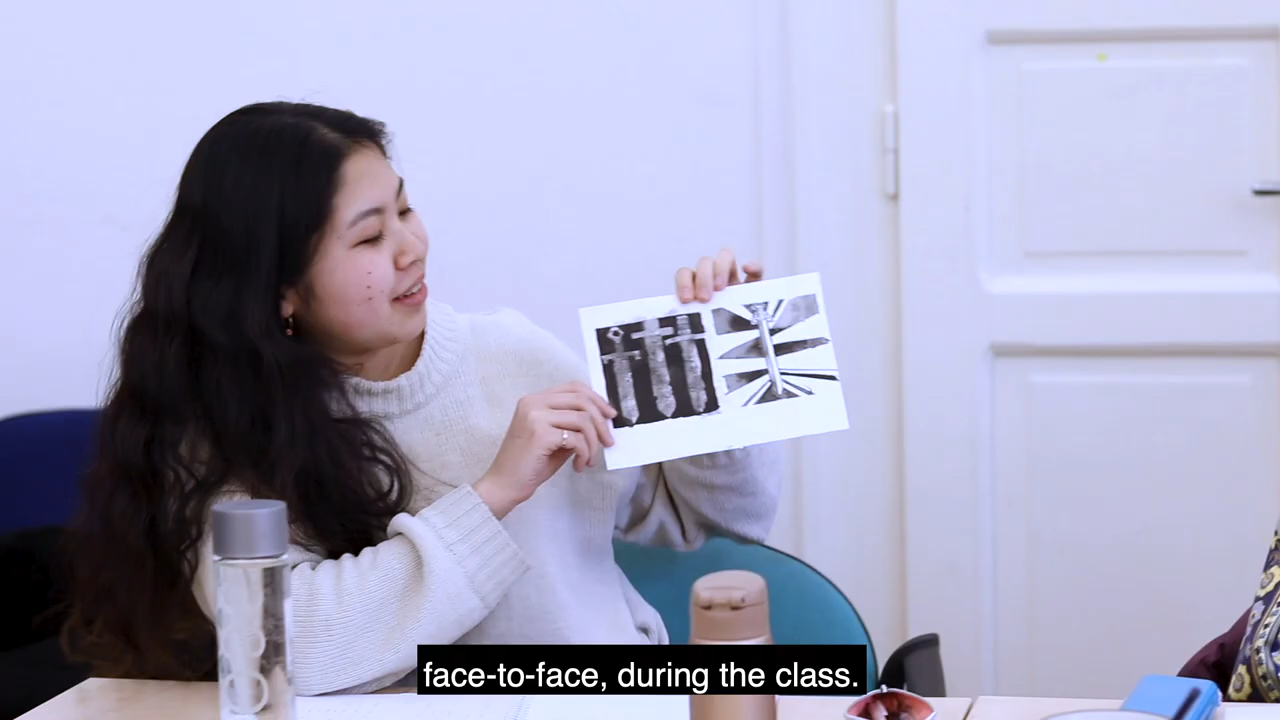 face-to-face, during the class.